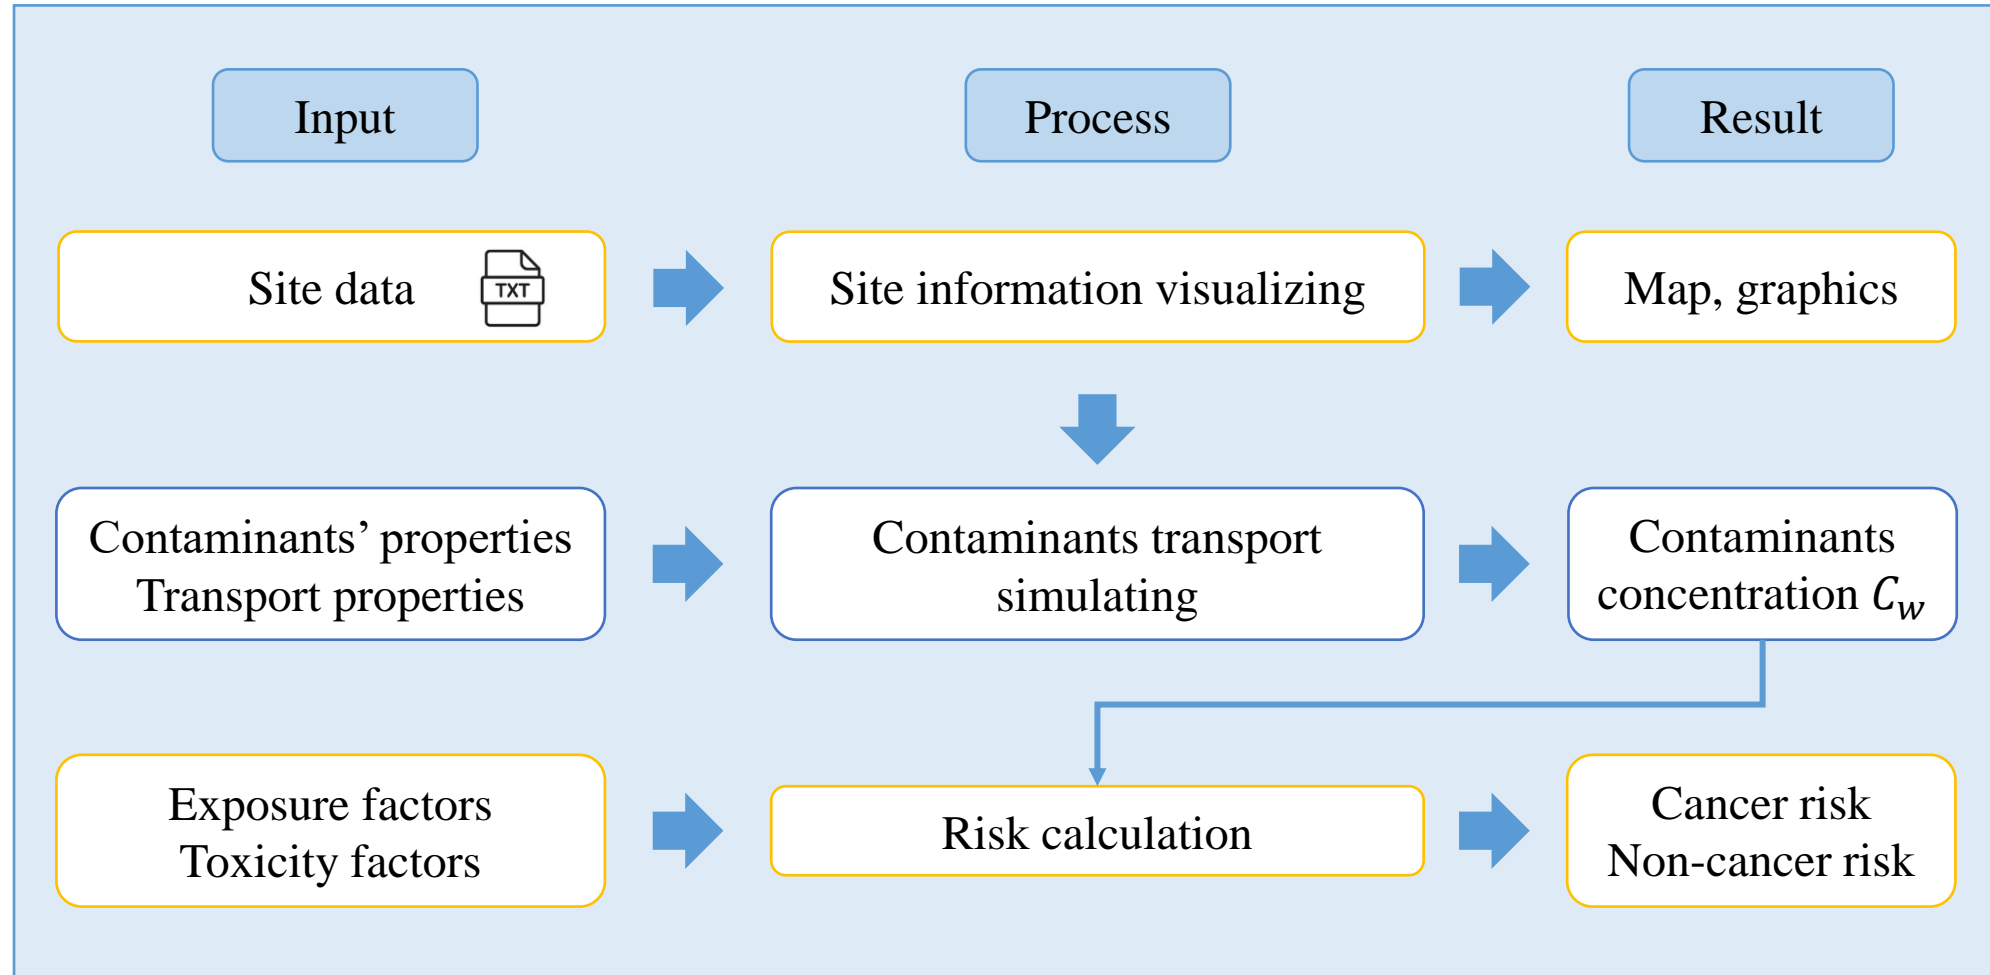 Input
Process
Result
Site data
TXT
Site information visualizing
Map, graphics
Contaminants’ properties
Transport properties
Contaminants transport
simulating
Contaminants
concentration C_w
Exposure factors
Toxicity factors
Risk calculation
Cancer risk
Non-cancer risk